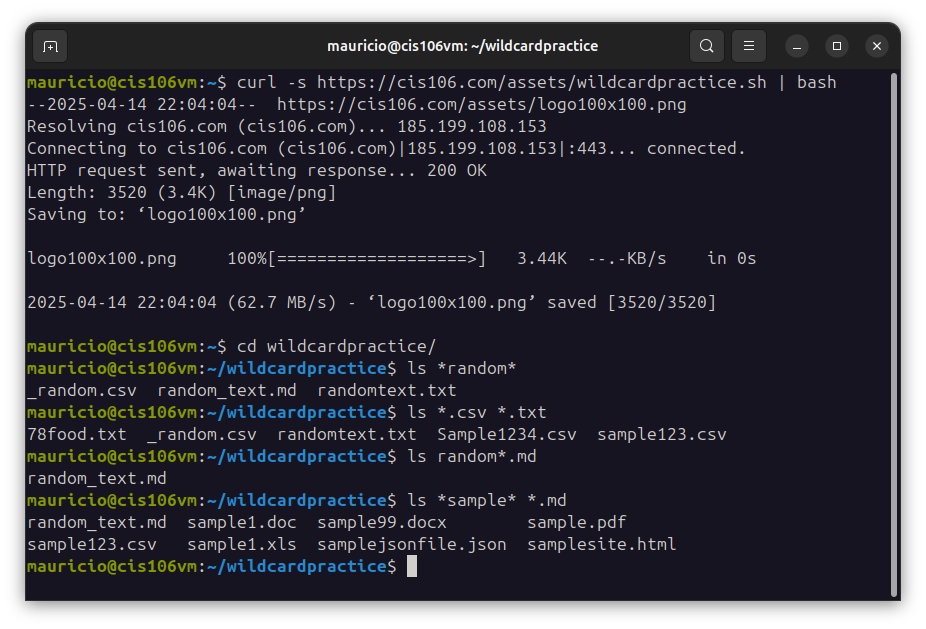 mauricio@cis106vm: ~/wildcardpractice
mauricio@cis106vm:~$ curl -s https://cis106.com/assets/wildcardpractice.sh | bash
--2025-04-14 22:04:04--  https://cis106.com/assets/logo100x100.png
Resolving cis106.com (cis106.com)... 185.199.108.153
Connecting to cis106.com (cis106.com)|185.199.108.153|:443... connected.
HTTP request sent, awaiting response... 200 OK
Length: 3520 (3.4K) [image/png]
Saving to: ‘logo100x100.png’
logo100x100.png     100%[===================>]   3.44K  --.-KB/s    in 0s
2025-04-14 22:04:04 (62.7 MB/s) - ‘logo100x100.png’ saved [3520/3520]
mauricio@cis106vm:~$ cd wildcardpractice/
mauricio@cis106vm:~/wildcardpractice$ ls *random*
_random.csv  random_text.md  randomtext.txt
mauricio@cis106vm:~/wildcardpractice$ ls *.csv *.txt
78food.txt  _random.csv  randomtext.txt  Sample1234.csv  sample123.csv
mauricio@cis106vm:~/wildcardpractice$ ls random*.md
random_text.md
mauricio@cis106vm:~/wildcardpractice$ ls *sample* *.md
random_text.md  sample1.doc  sample99.docx        sample.pdf
sample123.csv   sample1.xls  samplejsonfile.json  samplesite.html
mauricio@cis106vm:~/wildcardpractice$